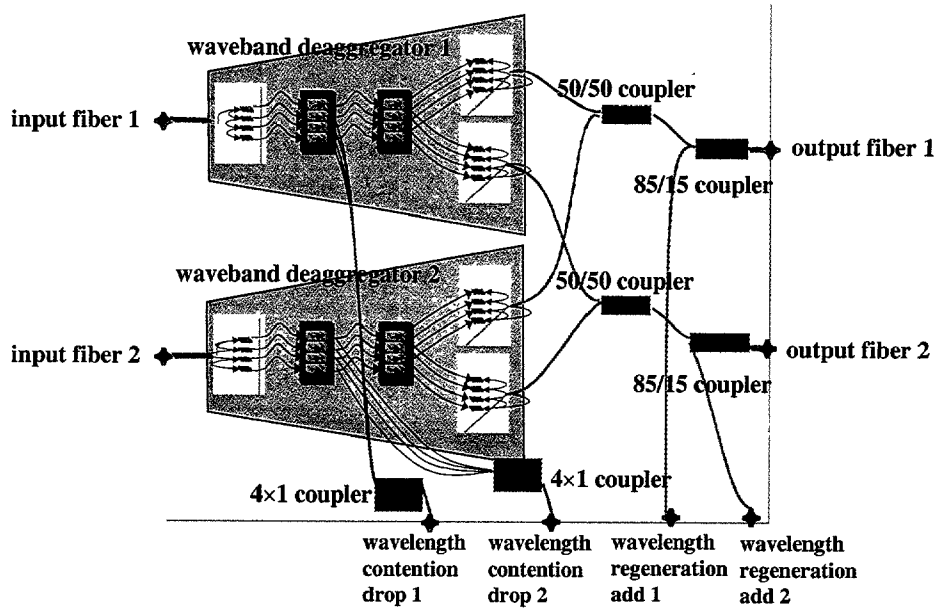 waveband deaggregator 1
50/50 coupler
input fiber 1
output fiber 1
85/15 coupler
waveband deaggregator 2
50/50 coupler
input fiber 2
output fiber 2
85/15 coupler
4×1 coupler
4×1 coupler
wavelength
contention
drop 1
wavelength
contention
drop 2
wavelength
regeneration
add 1
wavelength
regeneration
add 2